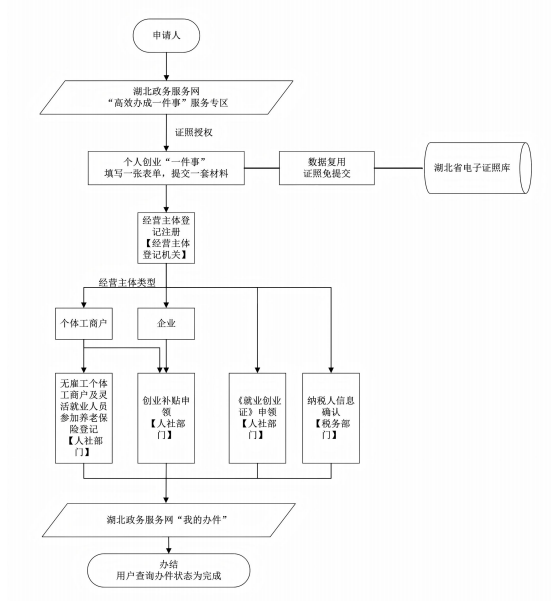 申请人
湖北政务服务网
“高效办成一件事”服务专区
证照授权
个人创业“一件事”
填写一张表单，提交一套材料
数据复用
证照免提交
湖北省电子证照库
经营主体登
记注册
【经营主体
登记机关】
经营主体类型
个体工商户
企业
无雇工个体
工商户及灵
活就业人员
参加养老保
险登记
【人社部
门】
创业补贴申
领
【人社部
门】
《就业创业
证》申领
【人社部
门】
纳税人信息
确认
【税务部
门】
湖北政务服务网“我的办件”
办结
用户查询办件状态为完成